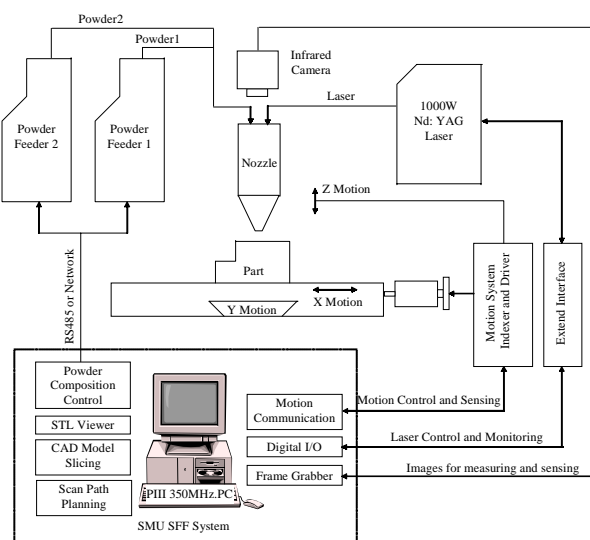 Powder2
Powder1
Infrared
Camera
Laser
Powder
Feeder 2
Powder
Feeder 1
1000W
Nd: YAG
Laser
Nozzle
Z Motion
Part
X Motion
Y Motion
Motion System
Indexer and Driver
Extend Interface
RS485 or Network
Powder
Composition
Control
STL Viewer
CAD Model
Slicing
Scan Path
Planning
PIII 350MHz.PC
Motion
Communication
Motion Control and Sensing
Digital I/O
Laser Control and Monitoring
Frame Grabber
Images for measuring and sensing
SMU SFF System